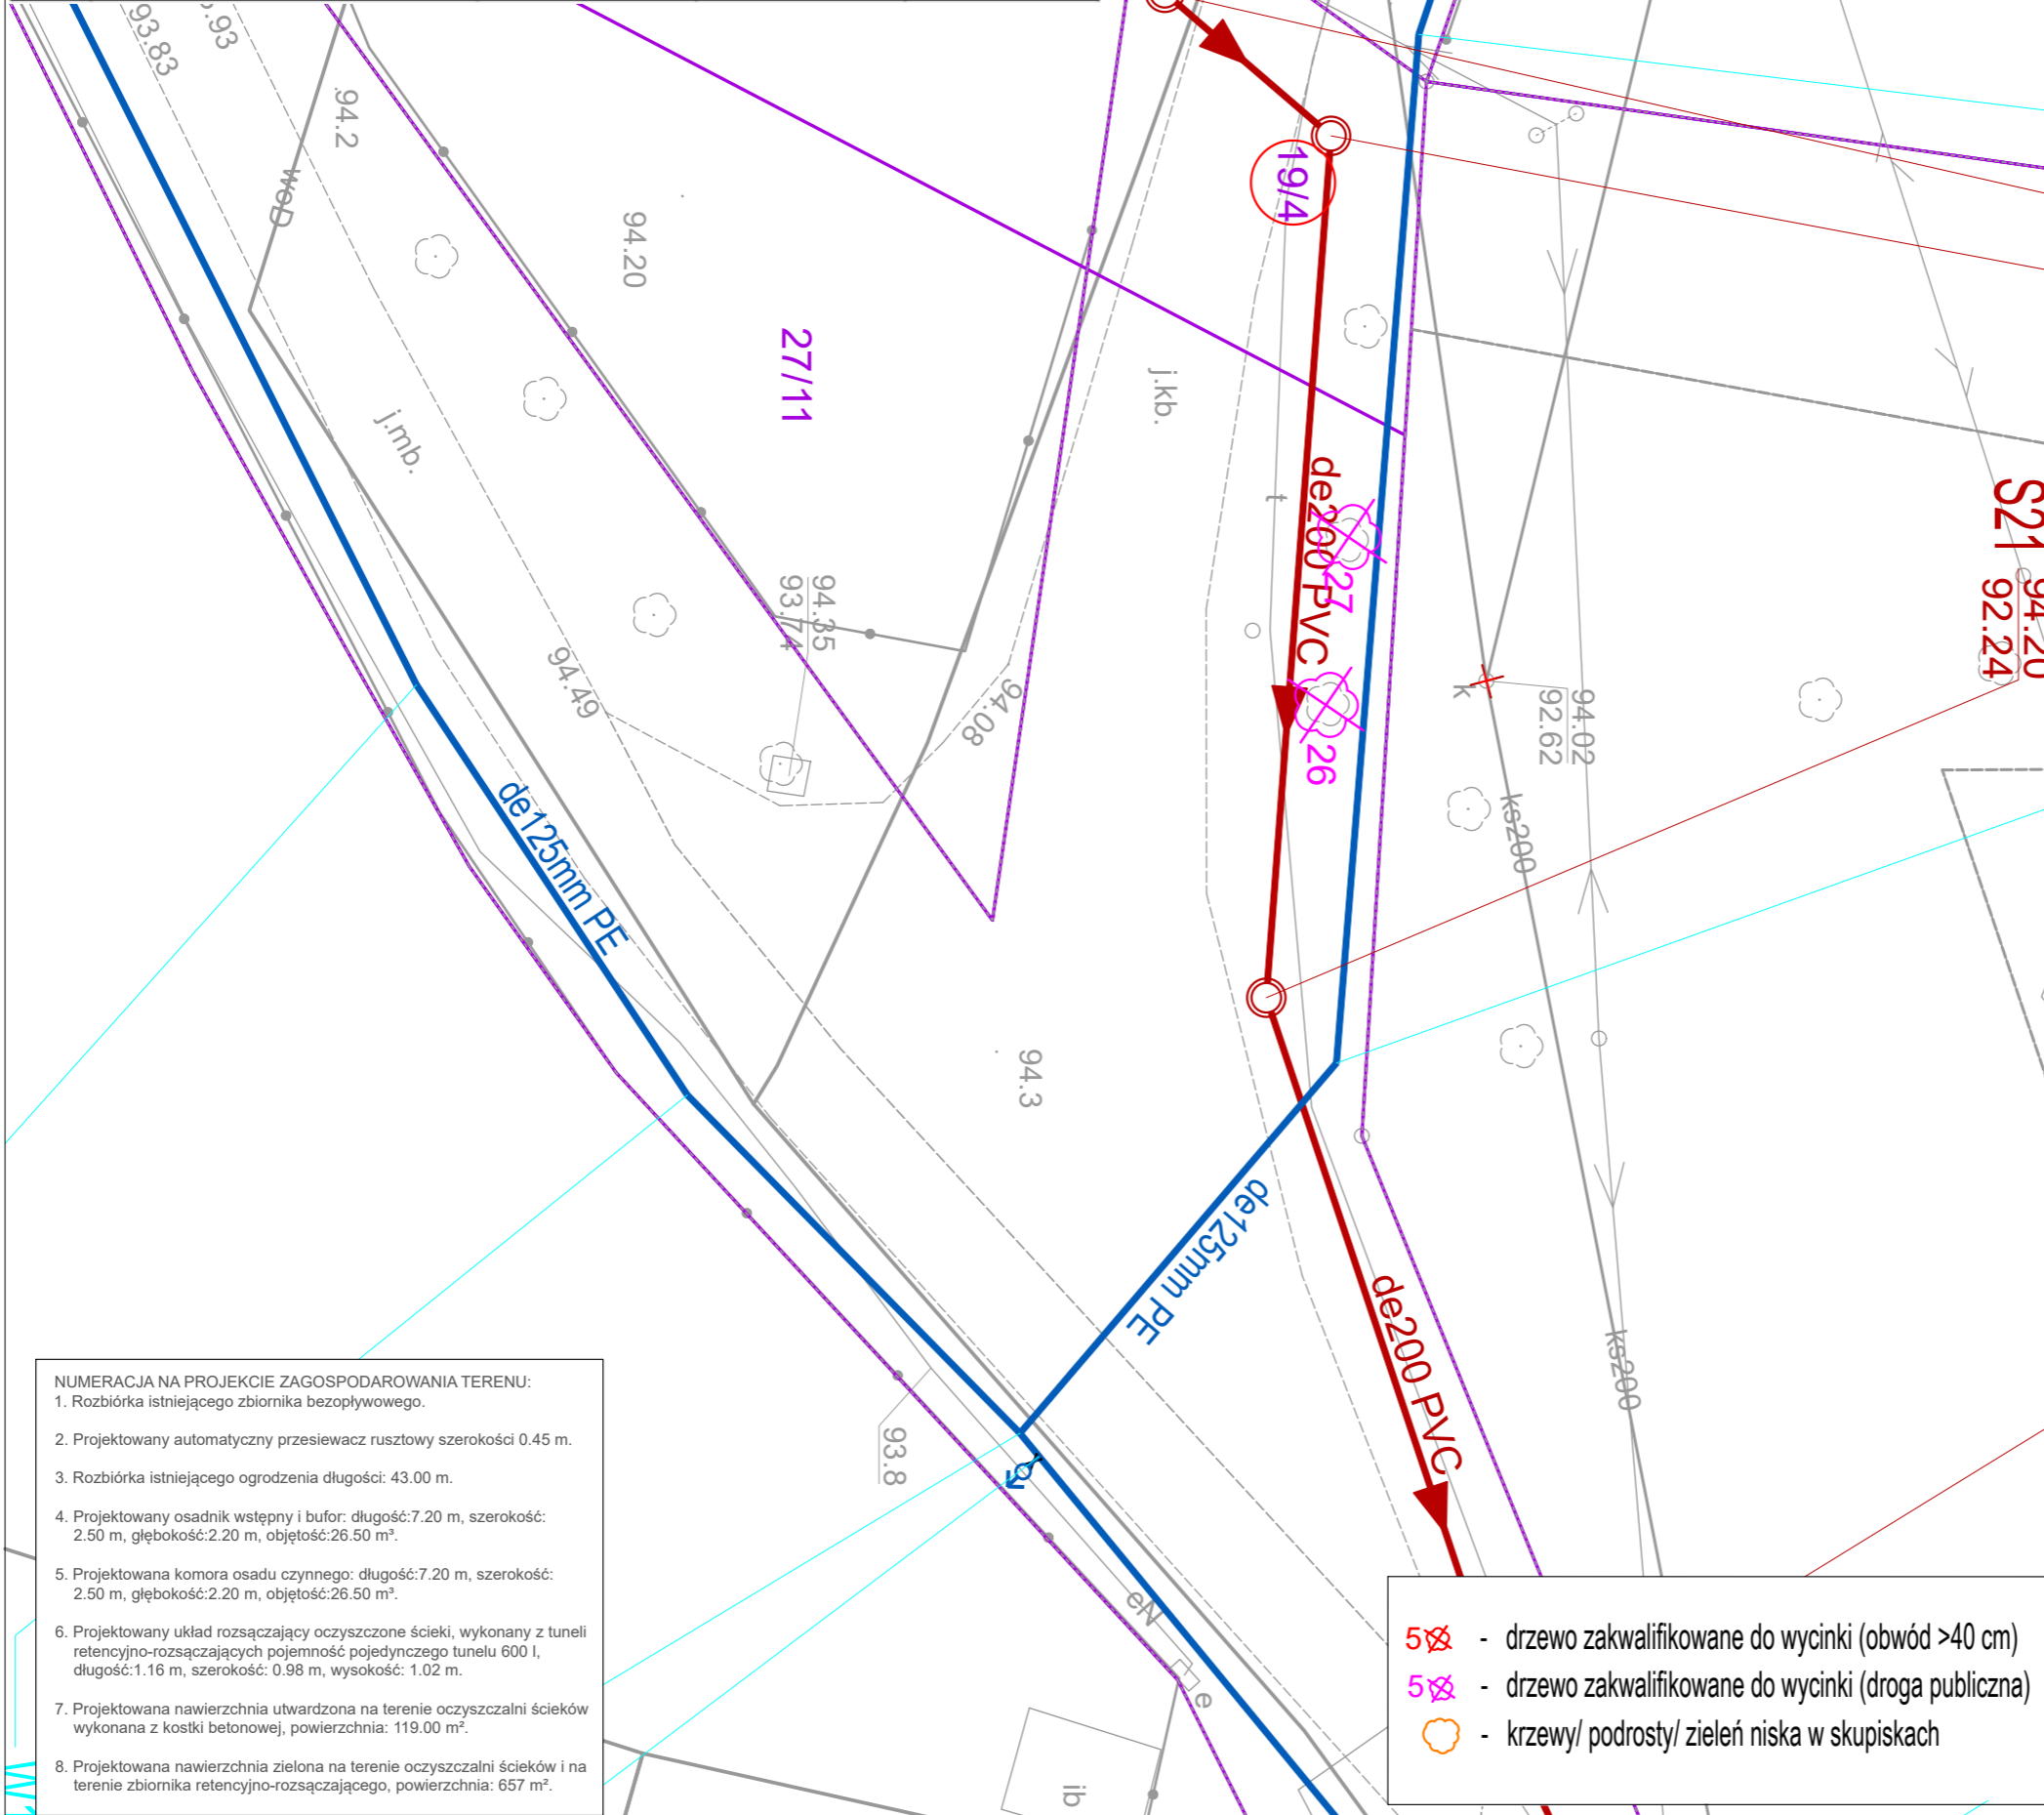 93.83
94.2
DoW
94.20
27/11
19/4
j.kb.
j.mb.
t
de200 PVC
27
26
S21
94.20
92.24
k
94.02
92.62
ks200
94.35
93.74
94.49
94.08
de125mm PE
94.3
de125mm PE
de200 PVC
ks200
93.8
eN
e
ib
NUMERACJA NA PROJEKCIE ZAGOSPODAROWANIA TERENU:
1. Rozbiórka istniejącego zbiornika bezopływowego.
2. Projektowany automatyczny przesiewacz rusztowy szerokości 0.45 m.
3. Rozbiórka istniejącego ogrodzenia długości: 43.00 m.
4. Projektowany osadnik wstępny i bufor: długość:7.20 m, szerokość:
2.50 m, głębokość:2.20 m, objętość:26.50 m³.
5. Projektowana komora osadu czynnego: długość:7.20 m, szerokość:
2.50 m, głębokość:2.20 m, objętość:26.50 m³.
6. Projektowany układ rozsączający oczyszczone ścieki, wykonany z tuneli
retencyjno-rozsączających pojemność pojedynczego tunelu 600 l,
długość:1.16 m, szerokość: 0.98 m, wysokość: 1.02 m.
7. Projektowana nawierzchnia utwardzona na terenie oczyszczalni ścieków
wykonana z kostki betonowej, powierzchnia: 119.00 m².
8. Projektowana nawierzchnia zielona na terenie oczyszczalni ścieków i na
terenie zbiornika retencyjno-rozsączającego, powierzchnia: 657 m².
5 - drzewo zakwalifikowane do wycinki (obwód >40 cm)
5 - drzewo zakwalifikowane do wycinki (droga publiczna)
- krzewy/ podrosty/ zieleń niska w skupiskach